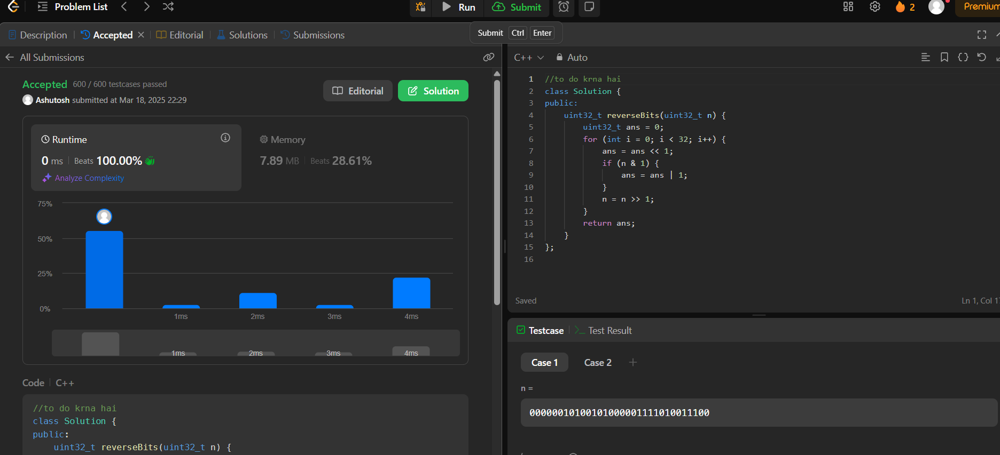 Problem List
Run
Submit
2
Premium
Description
Accepted
Editorial
Solutions
Submissions
Submit Ctrl Enter
All Submissions
C++
Auto
Accepted 600 / 600 testcases passed
Ashutosh submitted at Mar 18, 2025 22:29
Editorial
Solution
Runtime
0 ms Beats 100.00%
Analyze Complexity
Memory
7.89 MB Beats 28.61%
75%
50%
25%
0%
1ms 2ms 3ms 4ms
1ms 2ms 3ms 4ms
Code C++
//to do krna hai
class Solution {
public:
uint32_t reverseBits(uint32_t n) {
1 //to do krna hai
2 class Solution {
3 public:
4 uint32_t reverseBits(uint32_t n) {
5 uint32_t ans = 0;
6 for (int i = 0; i < 32; i++) {
7 ans = ans << 1;
8 if (n & 1) {
9 ans = ans | 1;
10 }
11 n = n >> 1;
12 }
13 return ans;
14 }
15 };
16
Saved
Ln 1, Col 1
Testcase
Test Result
Case 1
Case 2
n =
00000010100101000001111010011100